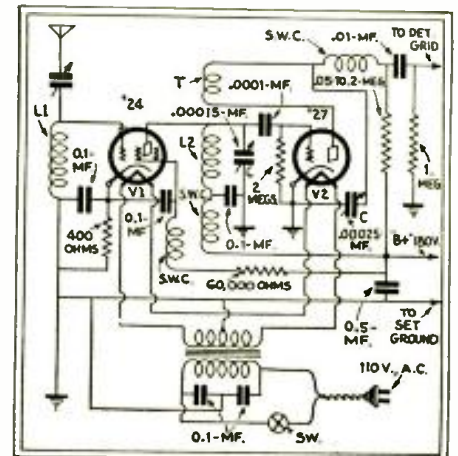 S.W.C.
.01-MF.
TO DET.
GRID
T
.0001-MF.
.05 TO 0.2-MEG.
L1
'24
.00015-MF.
'27
L2
0.1-
MF.
V1
S.W.C.
2
MEGS.
V2
C
1
MEG
400
OHMS
0.1-
MF
0.1-MF.
.00025-
MF.
B+ 180V.
S.W.C.
60,000 OHMS
TO
SET
GROUND
0.5-
MF.
110 V., A.C.
0.1-MF.
SW.